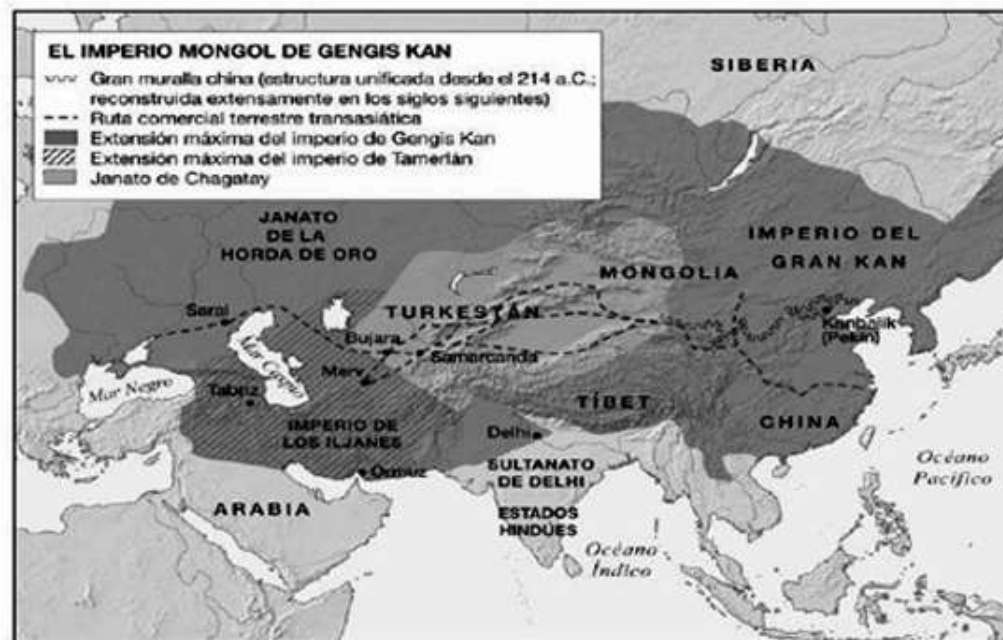 EL IMPERIO MONGOL DE GENGIS KAN
Gran muralla china (estructura unificada desde el 214 a.C.;
reconstruida extensamente en los siglos siguientes)
Ruta comercial terrestre transasiática
Extensión máxima del imperio de Gengis Kan
Extensión máxima del imperio de Tamerlán
Janato de Chagatay
SIBERIA
JANATO
DE LA
HORDA DE ORO
IMPERIO DEL
GRAN KAN
MONGOLIA
Sarai
TURKESTÁN
Bujara
Kanbalik
(Pekín)
Samarcanda
Merv
Mar Caspio
Mar Negro
Tabriz
TÍBET
IMPERIO DE
LOS ILJANES
CHINA
Delhi
SULTANATO
DE DELHI
Ormuz
Océano
Pacífico
ARABIA
ESTADOS
HINDÚES
Océano
Índico